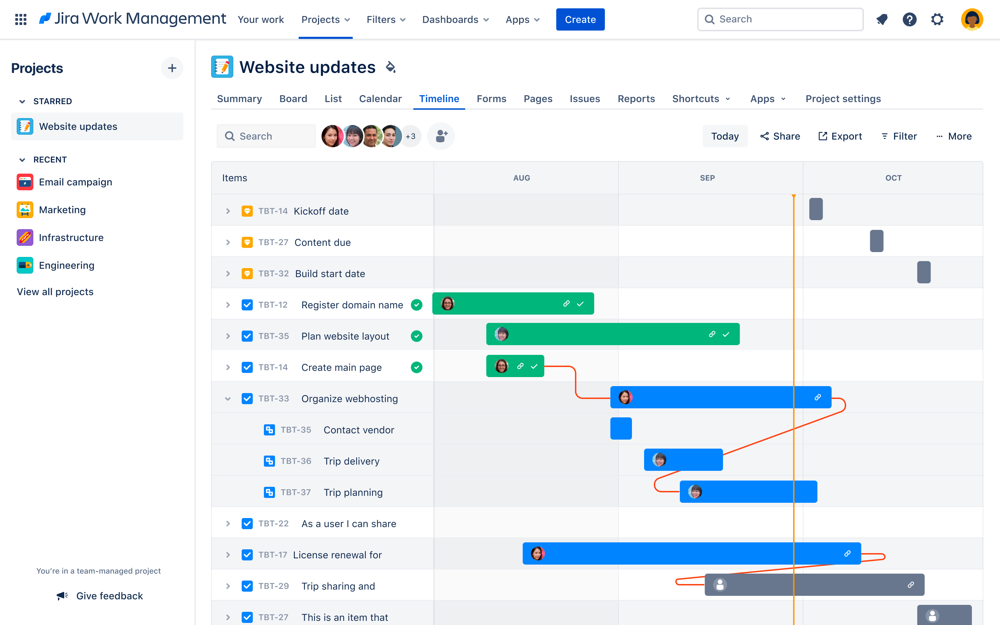 Jira Work Management
Your work
Projects
Filters
Dashboards
Apps
Create
Search
Projects
STARRED
Website updates
RECENT
Email campaign
Marketing
Infrastructure
Engineering
View all projects
You're in a team-managed project
Give feedback
Website updates
Summary
Board
List
Calendar
Timeline
Forms
Pages
Issues
Reports
Shortcuts
Apps
Project settings
Search
+3
Today
Share
Export
Filter
More
Items
AUG
SEP
OCT
TBT-14 Kickoff date
TBT-27 Content due
TBT-32 Build start date
TBT-12 Register domain name
TBT-35 Plan website layout
TBT-14 Create main page
TBT-33 Organize webhosting
TBT-35 Contact vendor
TBT-36 Trip delivery
TBT-37 Trip planning
TBT-22 As a user I can share
TBT-17 License renewal for
TBT-29 Trip sharing and
TBT-27 This is an item that